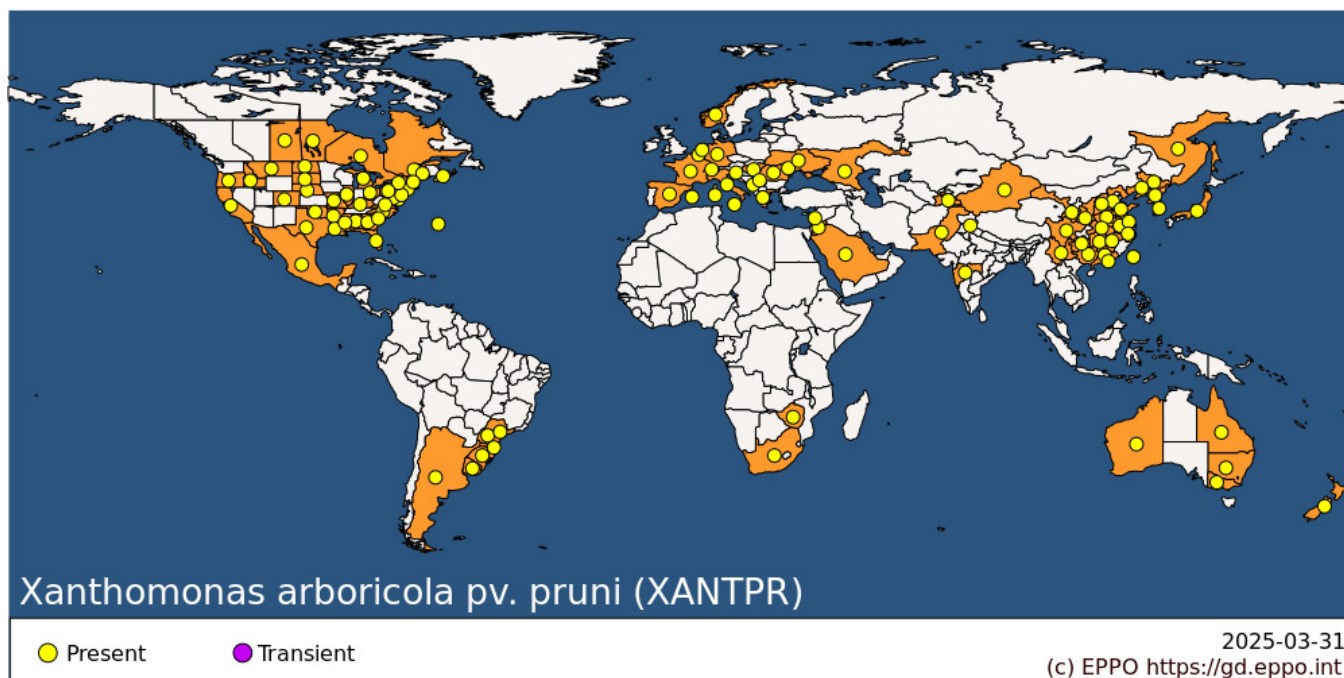 Xanthomonas arboricola pv. pruni (XANTPR)
Present
Transient
2025-03-31
(c) EPPO https://gd.eppo.int